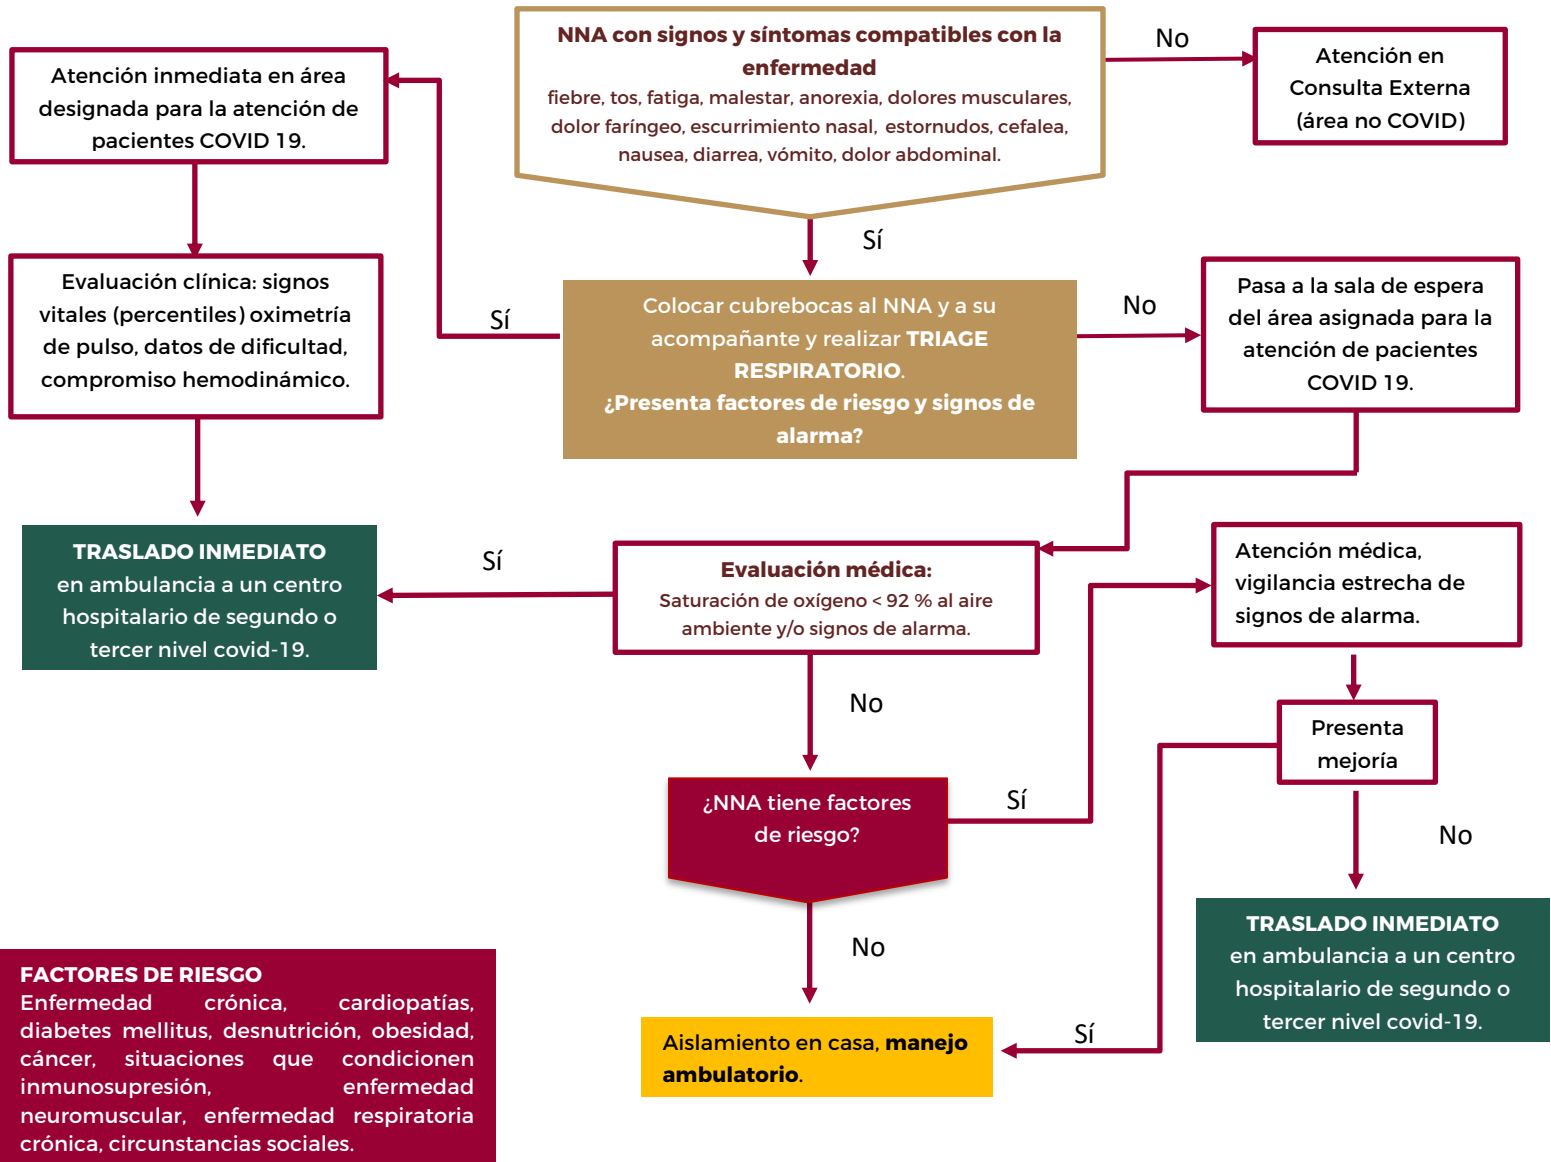 NNA con signos y síntomas compatibles con la
enfermedad
fiebre, tos, fatiga, malestar, anorexia, dolores musculares,
dolor faríngeo, escurrimiento nasal, estornudos, cefalea,
nausea, diarrea, vómito, dolor abdominal.
No
Atención en
Consulta Externa
(área no COVID)
Atención inmediata en área
designada para la atención de
pacientes COVID 19.
Sí
Evaluación clínica: signos
vitales (percentiles) oximetría
de pulso, datos de dificultad,
compromiso hemodinámico.
Sí
Colocar cubrebocas al NNA y a su
acompañante y realizar TRIAGE
RESPIRATORIO.
¿Presenta factores de riesgo y signos de
alarma?
No
Pasa a la sala de espera
del área asignada para la
atención de pacientes
COVID 19.
TRASLADO INMEDIATO
en ambulancia a un centro
hospitalario de segundo o
tercer nivel covid-19.
Sí
Evaluación médica:
Saturación de oxígeno < 92 % al aire
ambiente y/o signos de alarma.
Atención médica,
vigilancia estrecha de
signos de alarma.
No
Presenta
mejoría
¿NNA tiene factores
de riesgo?
Sí
No
No
TRASLADO INMEDIATO
en ambulancia a un centro
hospitalario de segundo o
tercer nivel covid-19.
Sí
Aislamiento en casa, manejo
ambulatorio.
FACTORES DE RIESGO
Enfermedad crónica, cardiopatías,
diabetes mellitus, desnutrición, obesidad,
cáncer, situaciones que condicionen
inmunosupresión, enfermedad
neuromuscular, enfermedad respiratoria
crónica, circunstancias sociales.